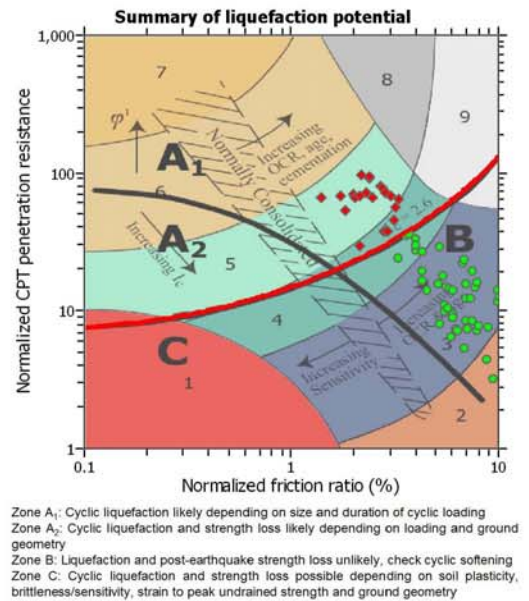 Summary of liquefaction potential
1,000
100
10
1
Normalized CPT penetration resistance
7
8
9
φ'
A1
Increasing
OCR, age,
cementation
Normally Consolidated
6
A2
Increasing Ic
5
= 2.6
B
4
Increasing
3
C
1
Increasing
Sensitivity
2
0.1
1
10
Normalized friction ratio (%)
Zone A1: Cyclic liquefaction likely depending on size and duration of cyclic loading
Zone A2: Cyclic liquefaction and strength loss likely depending on loading and ground
geometry
Zone B: Liquefaction and post-earthquake strength loss unlikely, check cyclic softening
Zone C: Cyclic liquefaction and strength loss possible depending on soil plasticity,
brittleness/sensitivity, strain to peak undrained strength and ground geometry